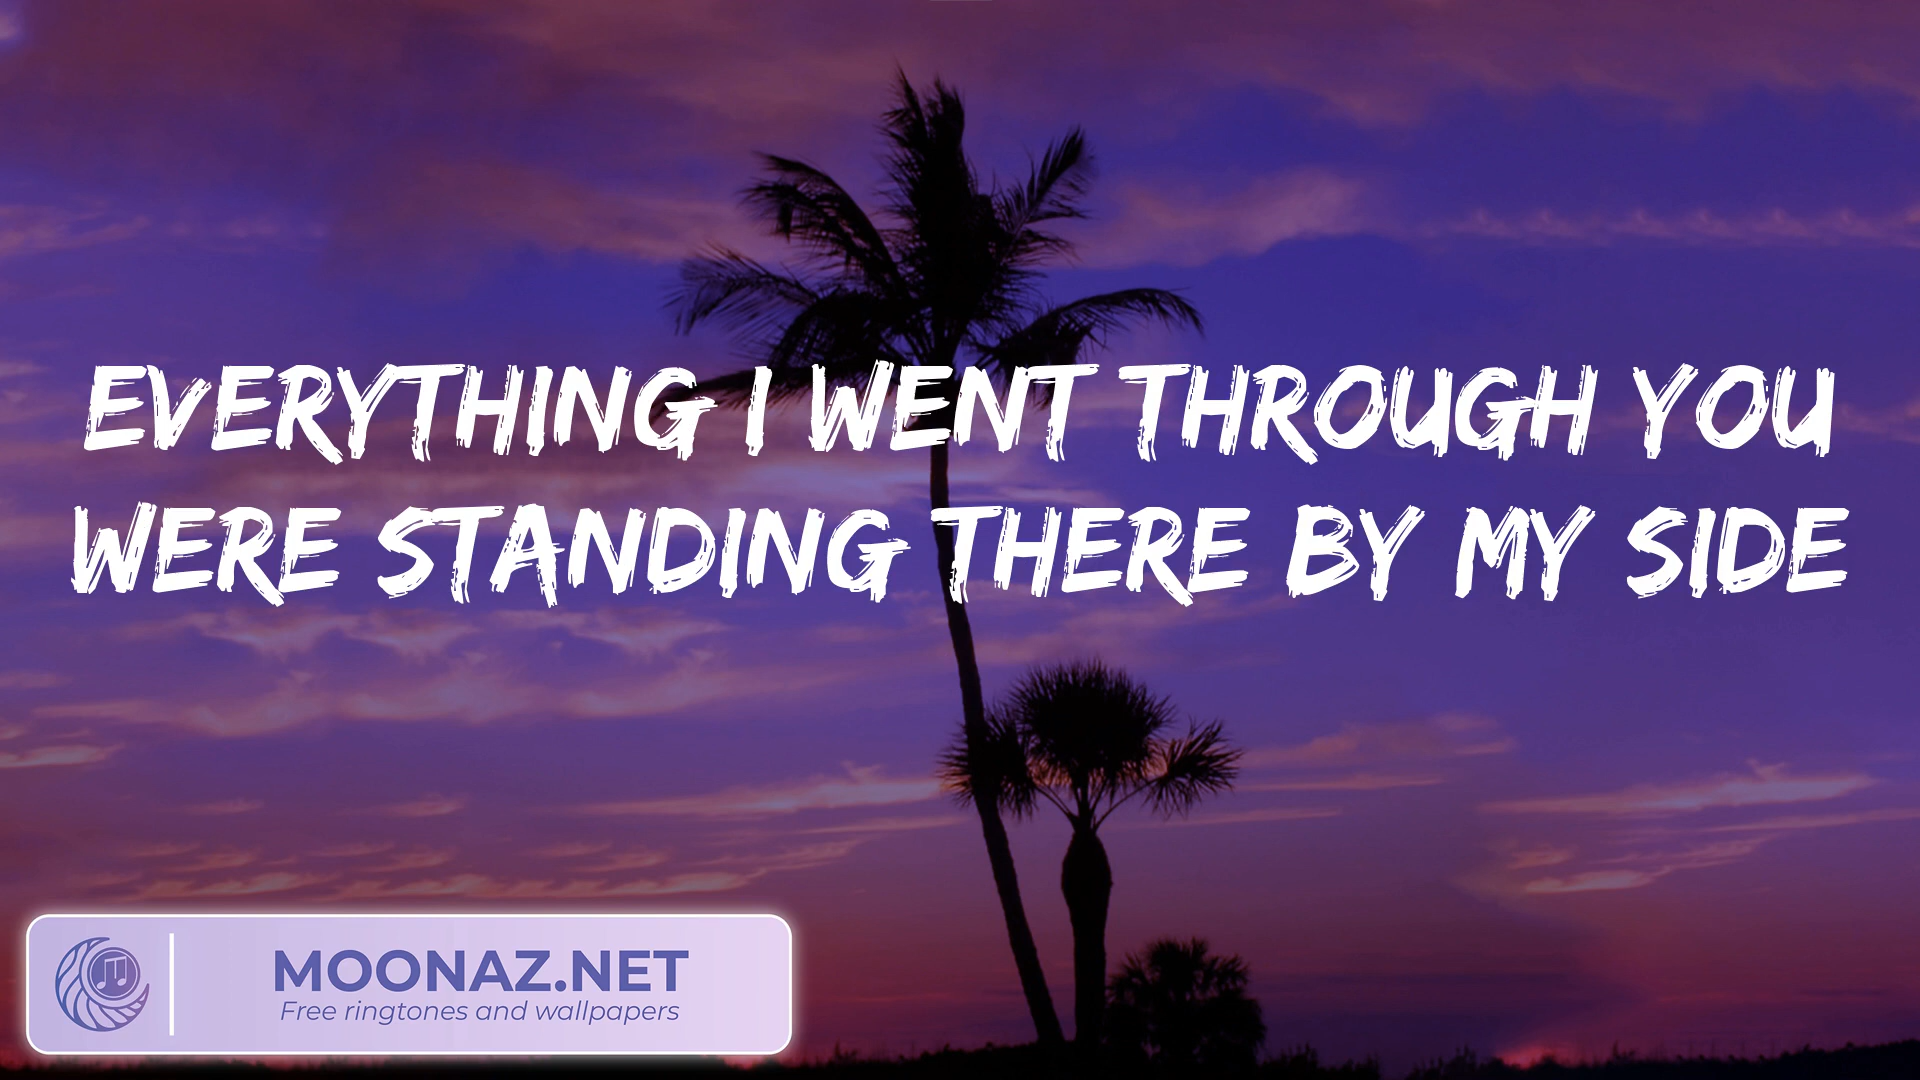 EVERYTHING I WENT THROUGH YOU
WERE STANDING THERE BY MY SIDE
MOONAZ.NET
Free ringtones and wallpapers